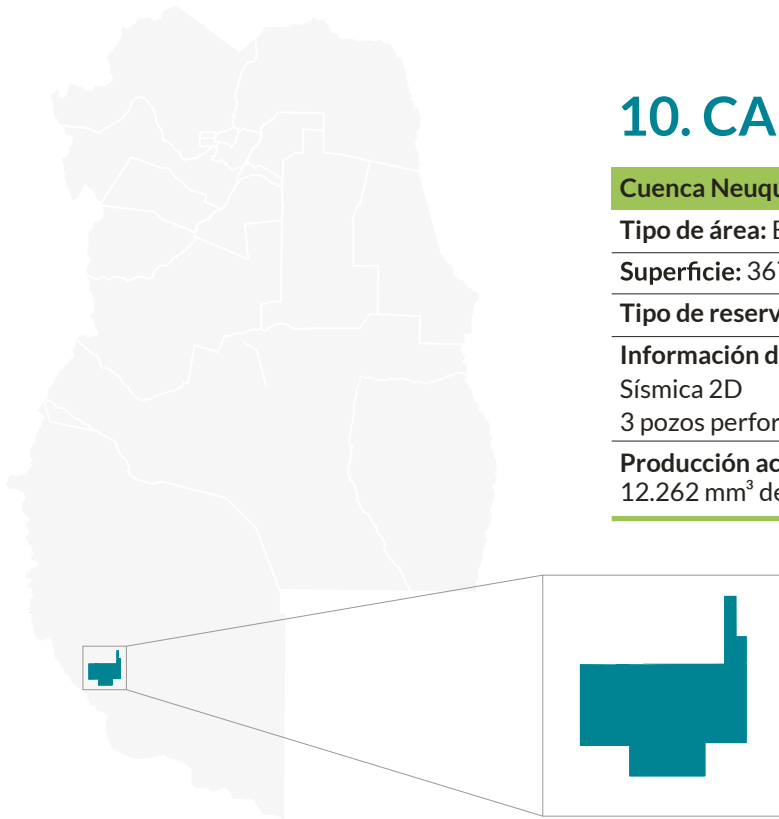 10. CA
Cuenca Neuqu
Tipo de área: E
Superficie: 367
Tipo de reserv
Información d
Sísmica 2D
3 pozos perfor
Producción ac
12.262 mm³ de